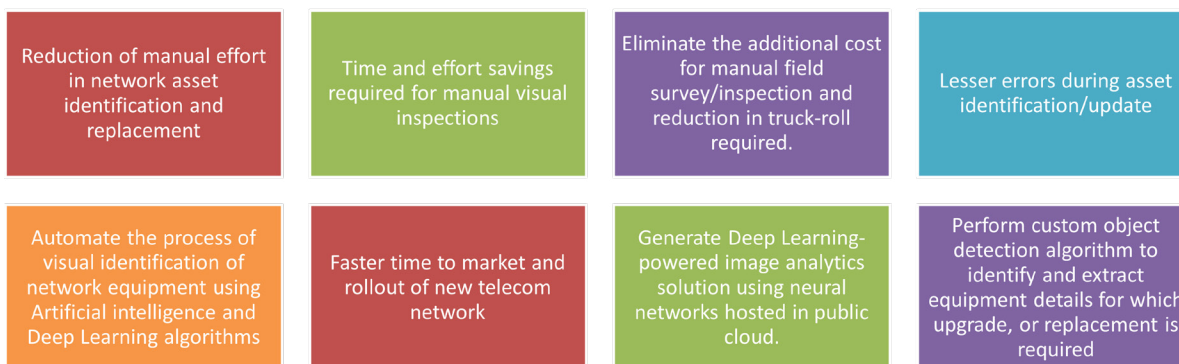 Reduction of manual effort
in network asset
identification and
replacement
Time and effort savings
required for manual visual
inspections
Eliminate the additional cost
for manual field
survey/inspection and
reduction in truck-roll
required.
Lesser errors during asset
identification/update
Automate the process of
visual identification of
network equipment using
Artificial intelligence and
Deep Learning algorithms
Faster time to market and
rollout of new telecom
network
Generate Deep Learning-
powered image analytics
solution using neural
networks hosted in public
cloud.
Perform custom object
detection algorithm to
identify and extract
equipment details for which
upgrade, or replacement is
required